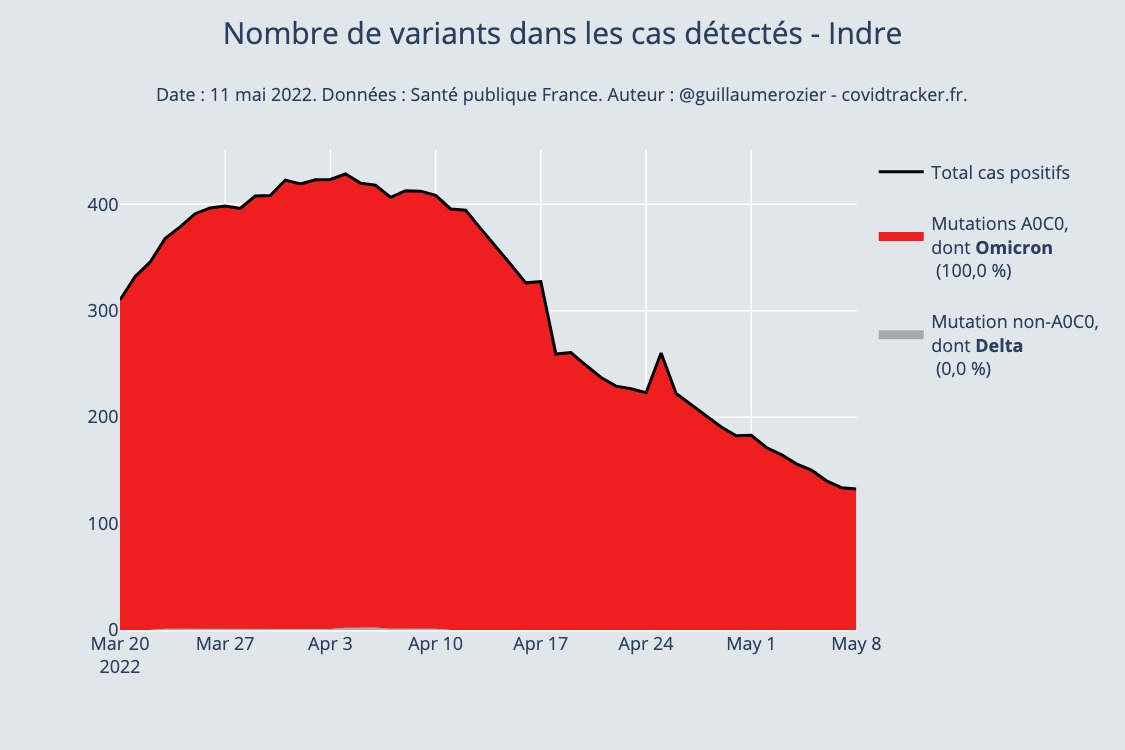 Nombre de variants dans les cas détectés - Indre
Date : 11 mai 2022. Données : Santé publique France. Auteur : @guillaumerozier - covidtracker.fr.
Total cas positifs
Mutations A0C0,
dont Omicron
(100,0 %)
Mutation non-A0C0,
dont Delta
(0,0 %)
400
300
200
100
0
Mar 20 Mar 27 Apr 3 Apr 10 Apr 17 Apr 24 May 1 May 8
2022